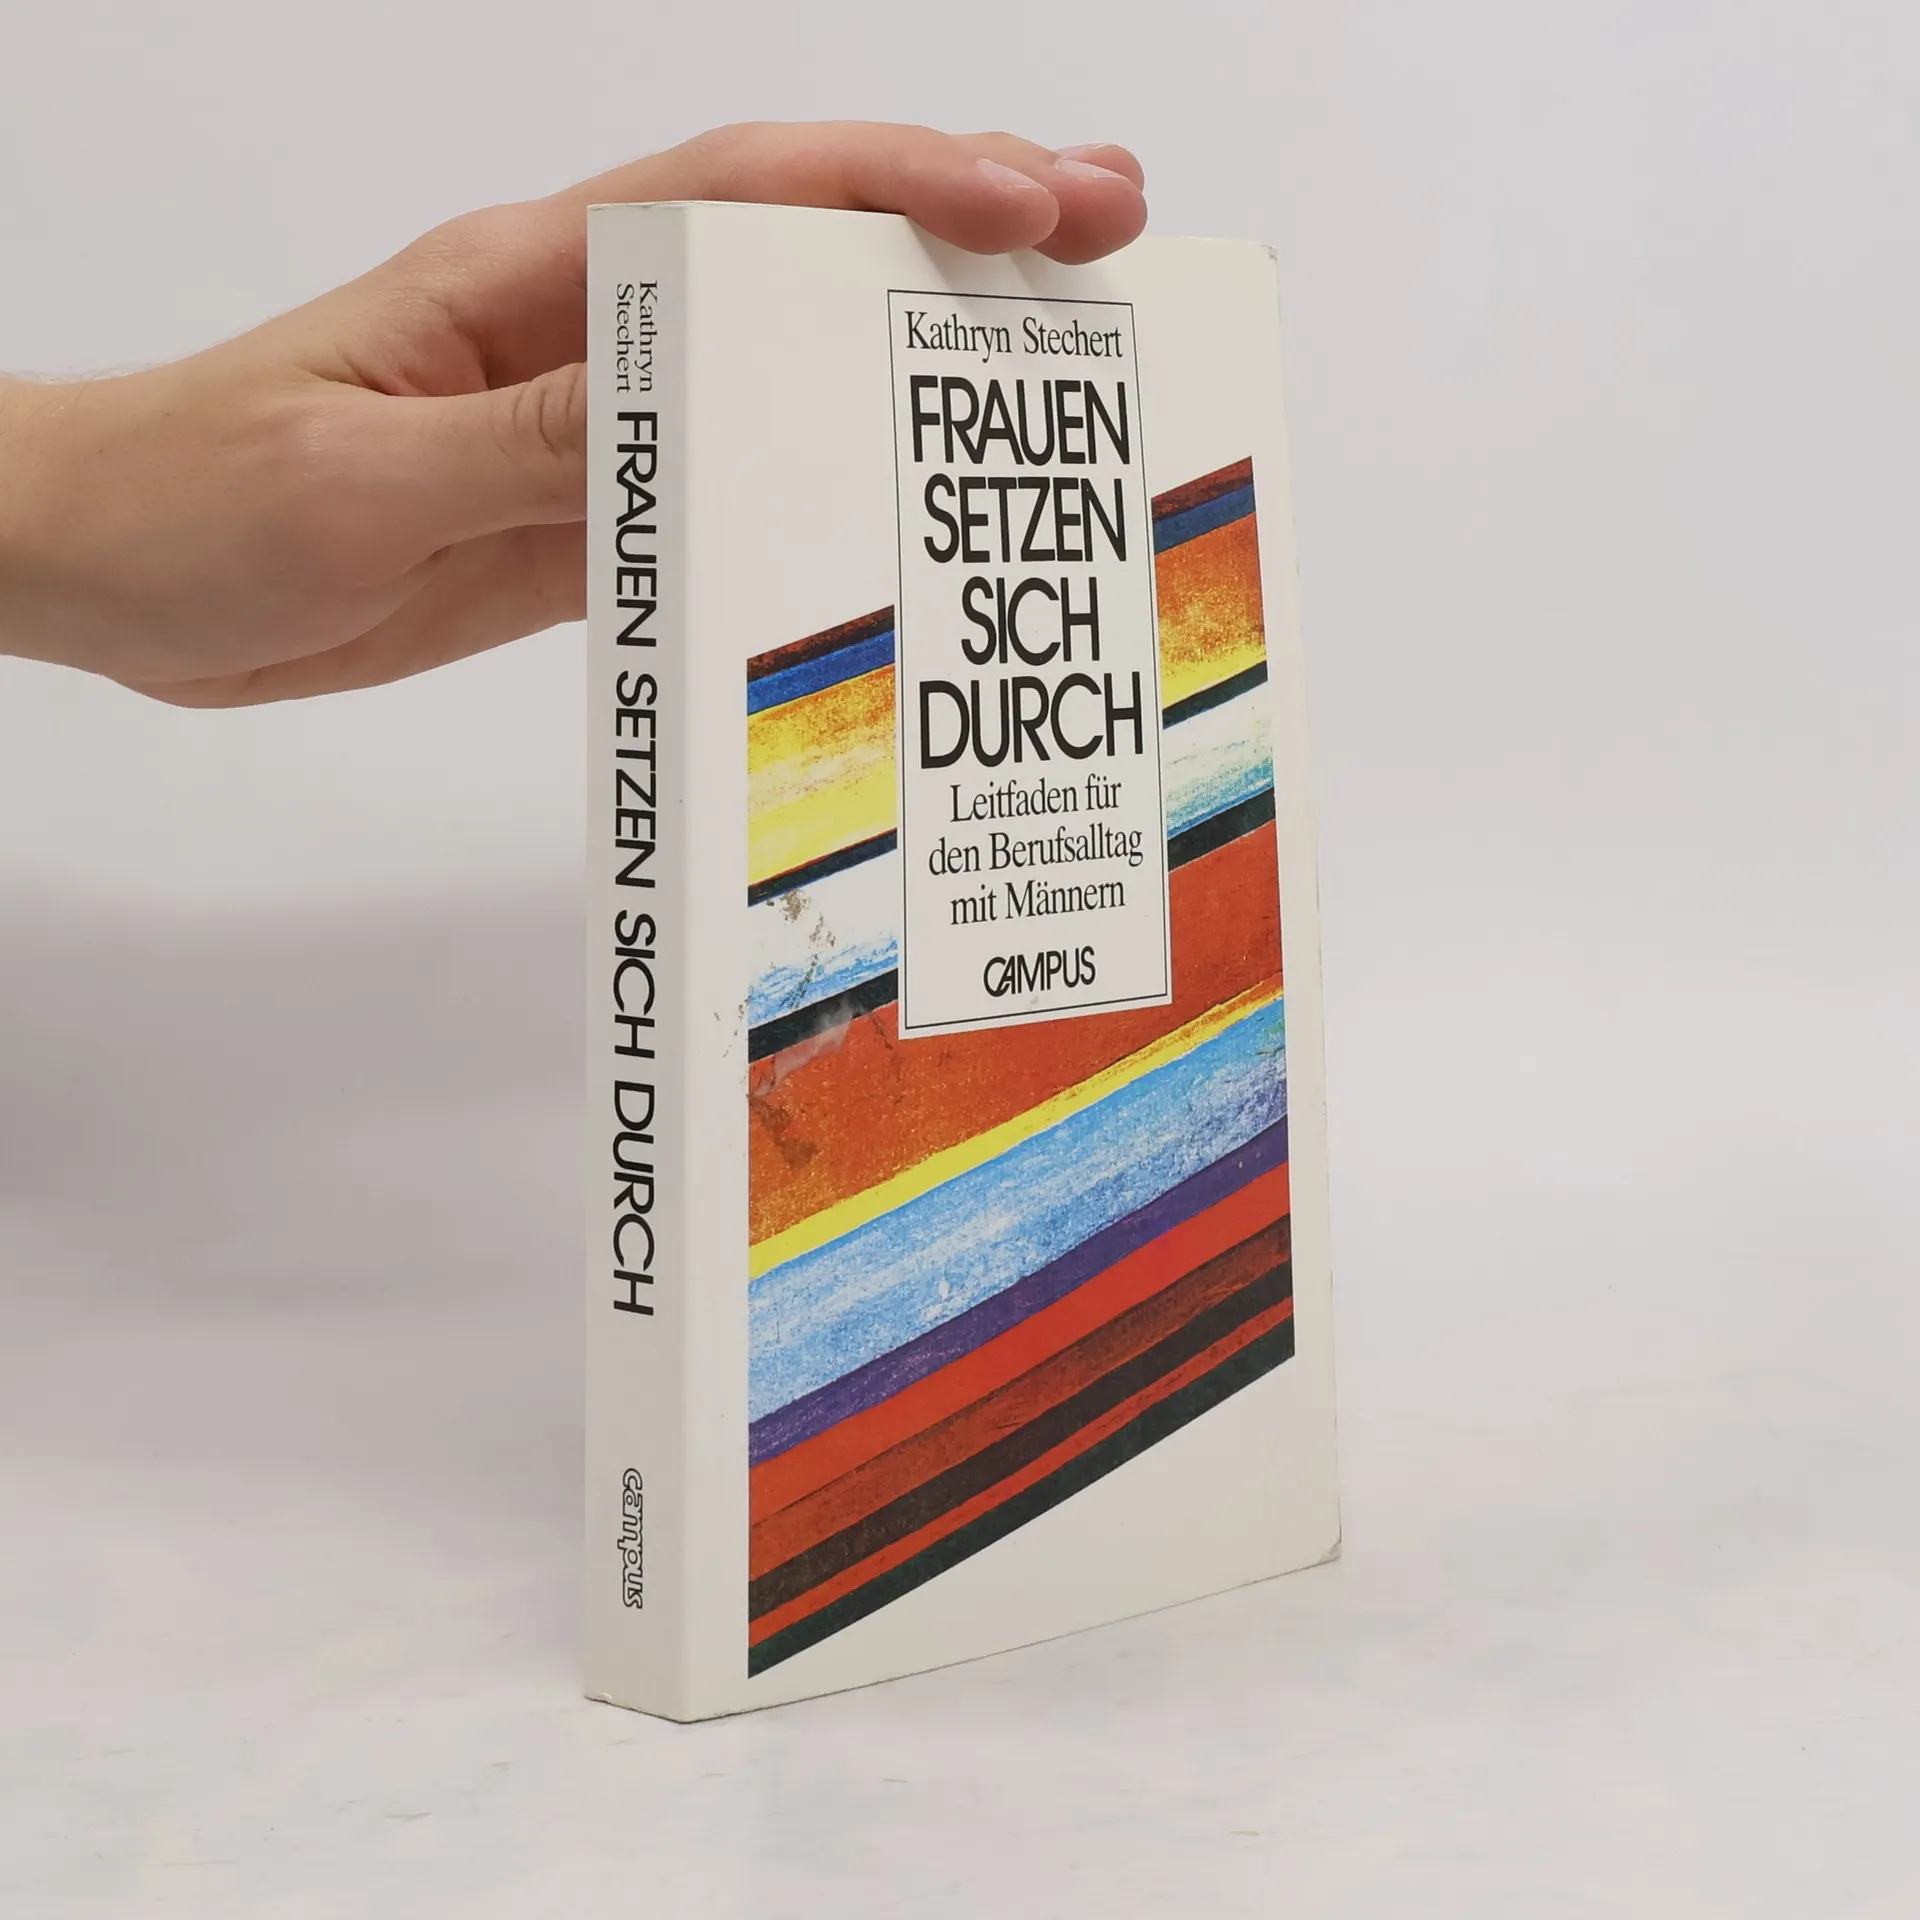 Kathryn
Stechert
FRAUEN SETZEN SICH DURCH
campus
Kathryn Stechert
FRAUEN
SETZEN
SICH
DURCH
Leitfaden für
den Berufsalltag
mit Männern
CAMPUS